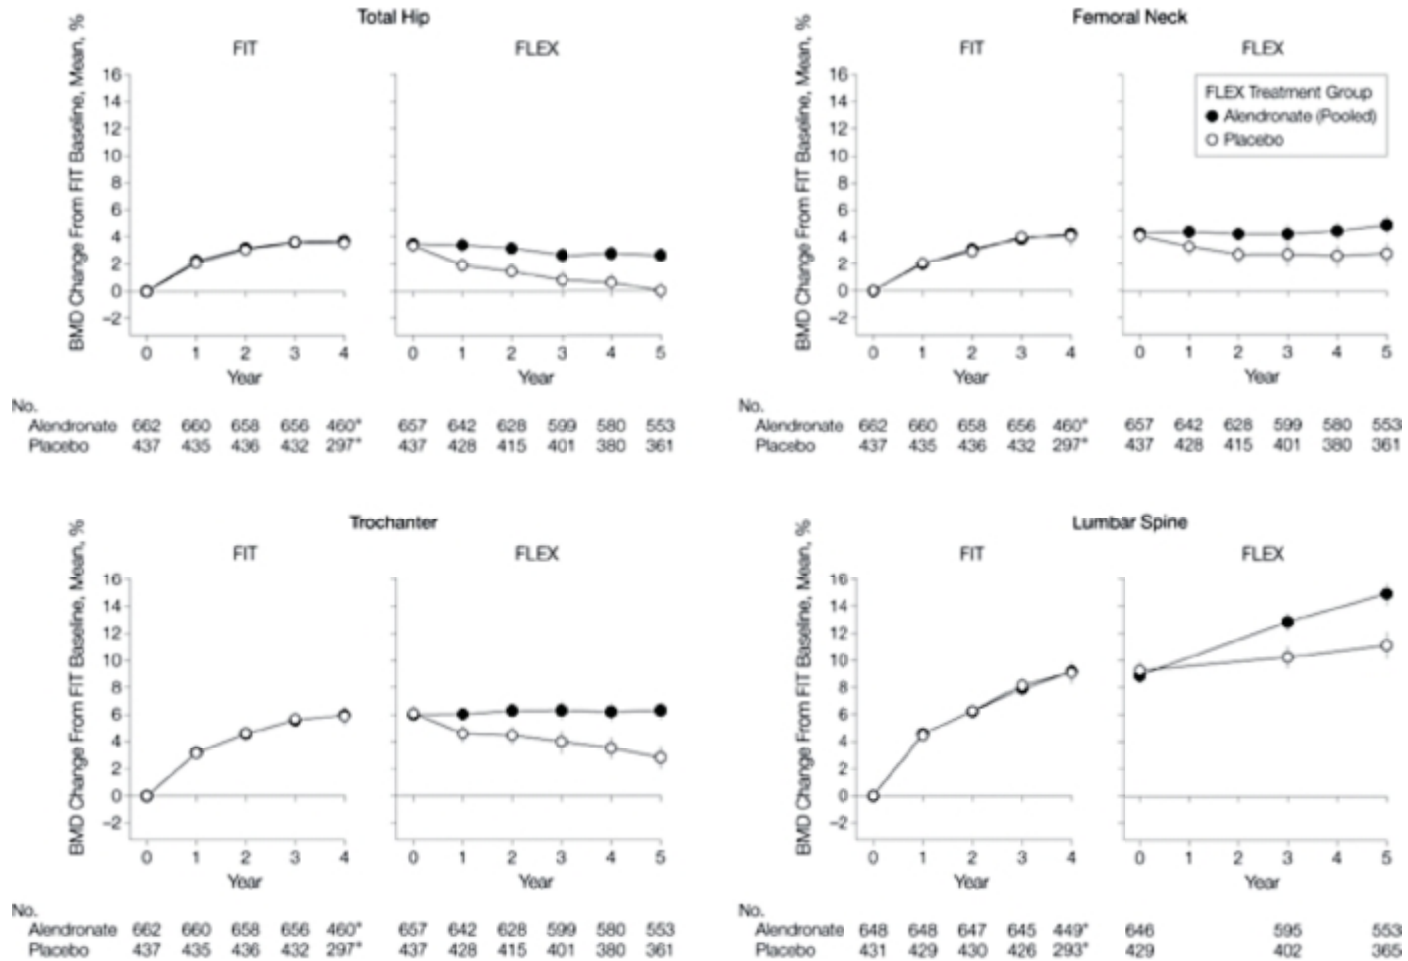 Total Hip
FIT
FLEX
BMD Change From FIT Baseline, Mean, %
16
14
12
10
8
6
4
2
0
−2
0 1 2 3 4
0 1 2 3 4 5
Year
Year
No.
Alendronate 662 660 658 656 460* 657 642 628 599 580 553
Placebo 437 435 436 432 297* 437 428 415 401 380 361
Femoral Neck
FIT
FLEX
BMD Change From FIT Baseline, Mean, %
16
14
12
10
8
6
4
2
0
−2
FLEX Treatment Group
Alendronate (Pooled)
Placebo
0 1 2 3 4
0 1 2 3 4 5
Year
Year
No.
Alendronate 662 660 658 656 460* 657 642 628 599 580 553
Placebo 437 435 436 432 297* 437 428 415 401 380 361
Trochanter
FIT
FLEX
BMD Change From FIT Baseline, Mean, %
16
14
12
10
8
6
4
2
0
−2
0 1 2 3 4
0 1 2 3 4 5
Year
Year
No.
Alendronate 662 660 658 656 460* 657 642 628 599 580 553
Placebo 437 435 436 432 297* 437 428 415 401 380 361
Lumbar Spine
FIT
FLEX
BMD Change From FIT Baseline, Mean, %
16
14
12
10
8
6
4
2
0
−2
0 1 2 3 4
0 1 2 3 4 5
Year
Year
No.
Alendronate 648 648 647 645 449* 646 595 553
Placebo 431 429 430 426 293* 429 402 365